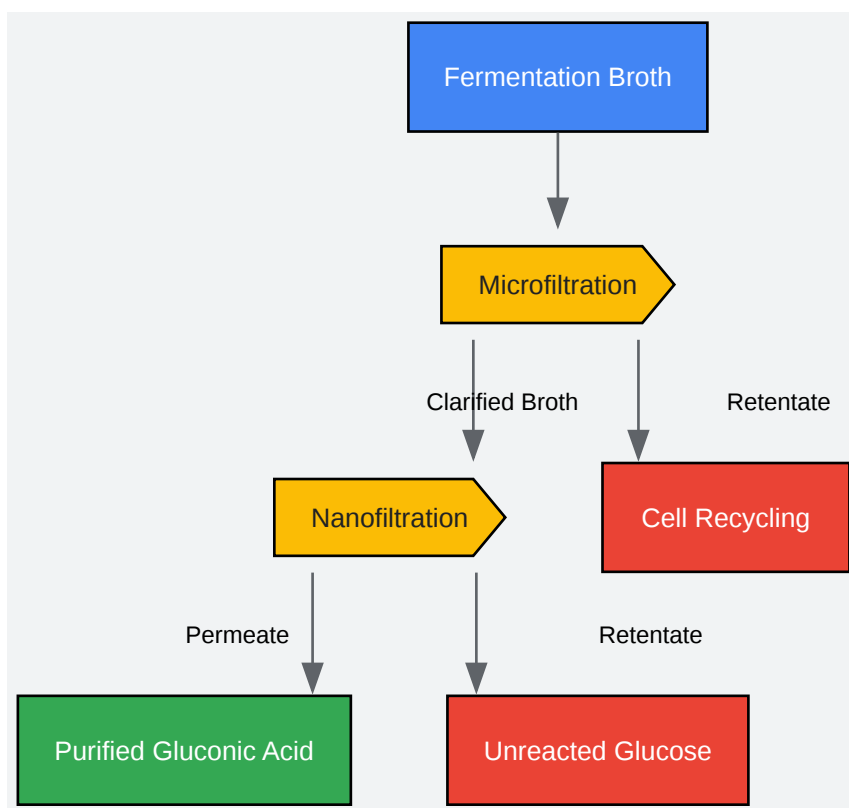 Fermentation Broth
Microfiltration
Clarified Broth
Retentate
Nanofiltration
Cell Recycling
Permeate
Retentate
Purified Gluconic Acid
Unreacted Glucose